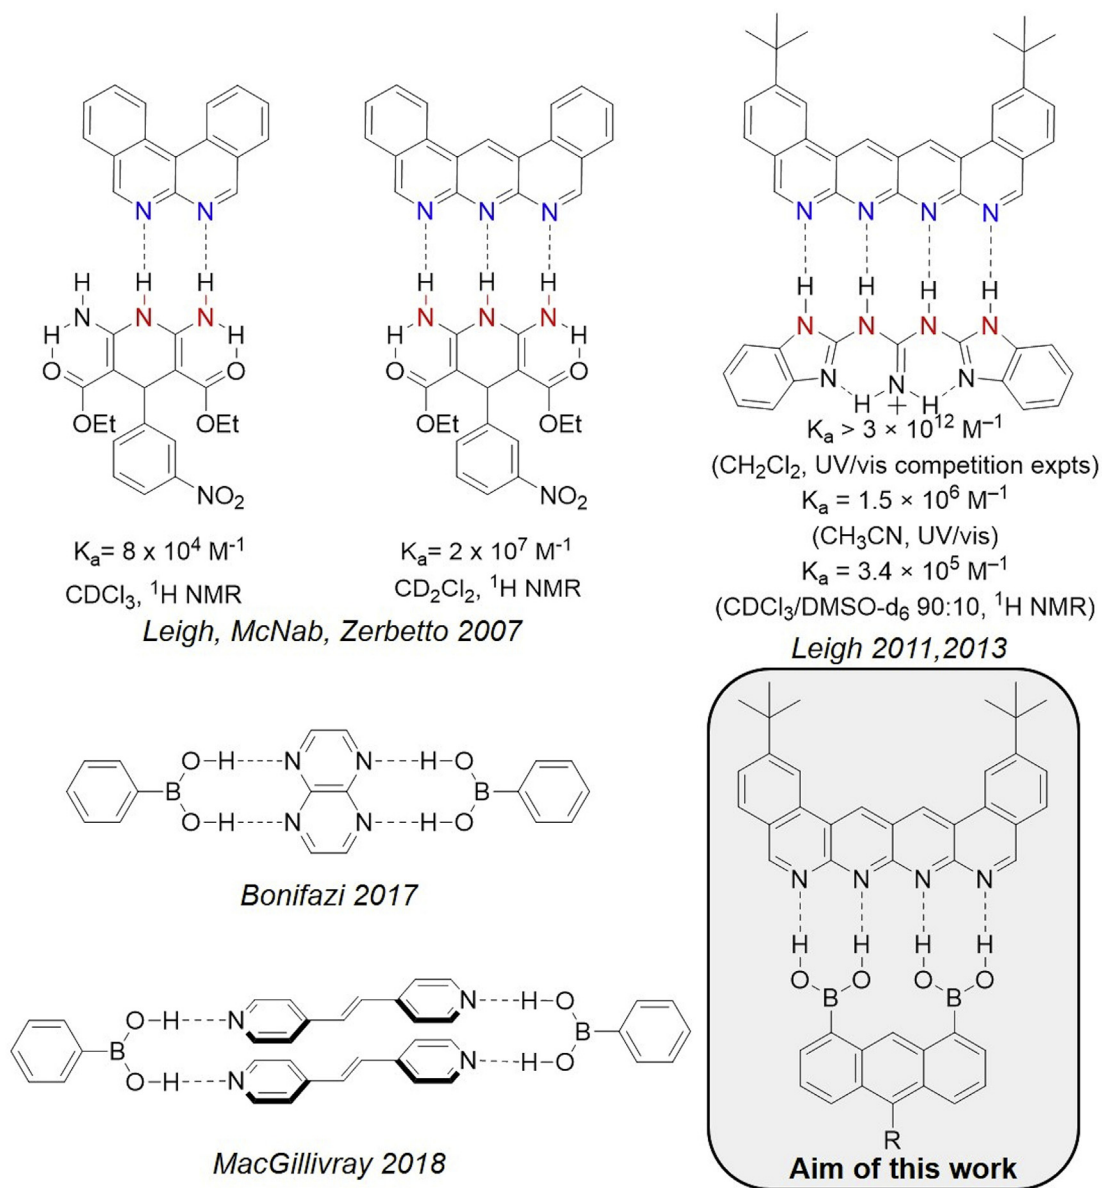 N N
H H H
N N N
H H
O O
OEt OEt
NO2
Ka= 8 x 10^4 M^-1
CDCl3, ^1H NMR
N N N
H H H
N N N
H H
O O
OEt OEt
NO2
Ka= 2 x 10^7 M^-1
CD2Cl2, ^1H NMR
Leigh, McNab, Zerbetto 2007
N N N N
H H H H
N N N N
N N N
H + H
Ka > 3 × 10^12 M^–1
(CH2Cl2, UV/vis competition expts)
Ka = 1.5 × 10^6 M^–1
(CH3CN, UV/vis)
Ka = 3.4 × 10^5 M^–1
(CDCl3/DMSO-d6 90:10, ^1H NMR)
Leigh 2011,2013
O–H N N H–O
B B
O–H N N H–O
Bonifazi 2017
O–H N N H–O
B B
O–H N N H–O
MacGillivray 2018
N N N N
H H H H
O O O O
B B
R
Aim of this work